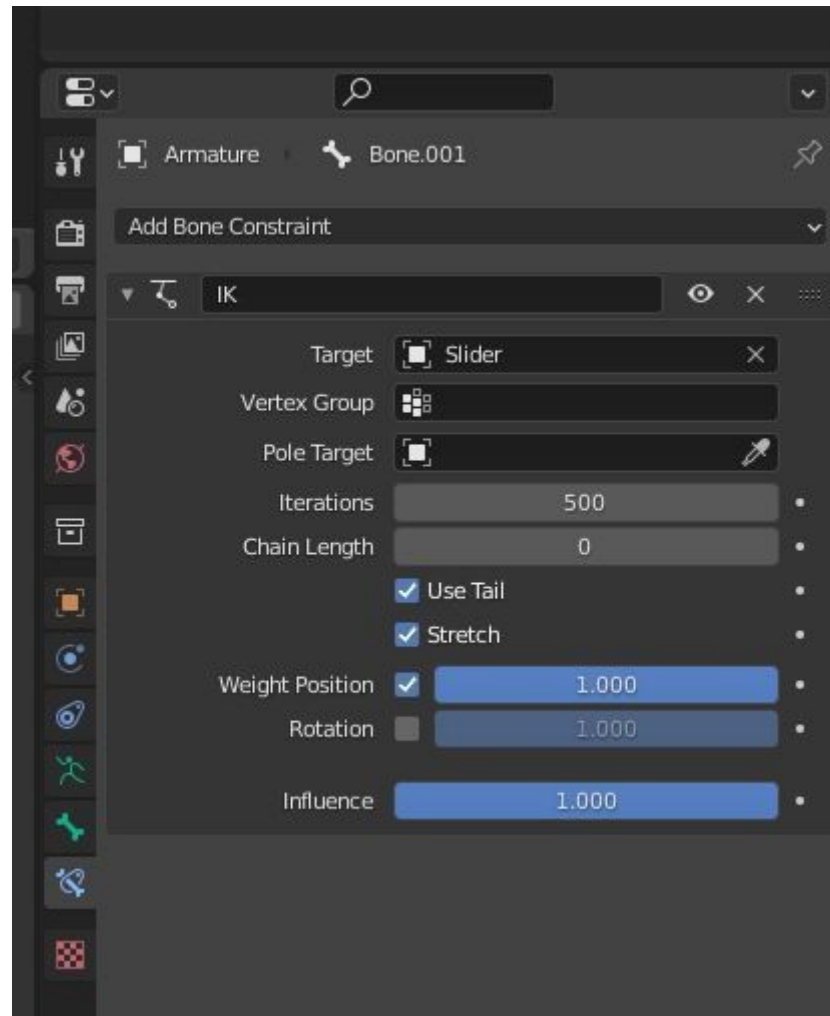 Armature Bone.001
Add Bone Constraint
IK
Target Slider
Vertex Group
Pole Target
Iterations 500
Chain Length 0
Use Tail
Stretch
Weight Position 1.000
Rotation 1.000
Influence 1.000